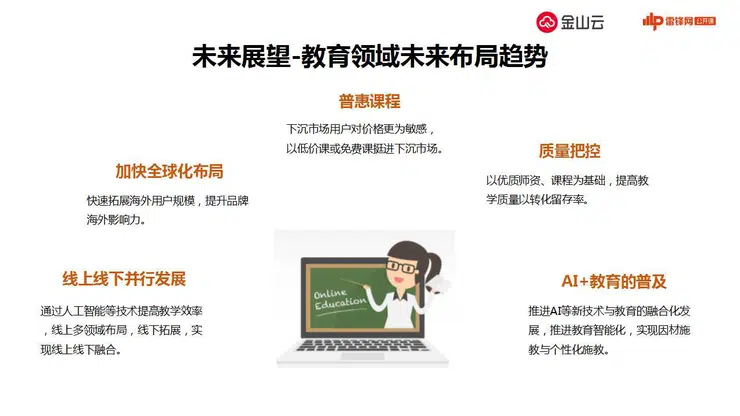 金山云
雷锋网 公开课
未来展望-教育领域未来布局趋势
普惠课程
下沉市场用户对价格更为敏感，
以低价课或免费课挺进下沉市场。
加快全球化布局
快速拓展海外用户规模，提升品牌
海外影响力。
质量把控
以优质师资、课程为基础，提高教
学质量以转化留存率。
线上线下并行发展
通过人工智能等技术提高教学效率
，线上多领域布局，线下拓展，实
现线上线下融合。
Online
Education
AI+教育的普及
推进AI等新技术与教育的融合化发
展，推进教育智能化，实现因材施
教与个性化施教。